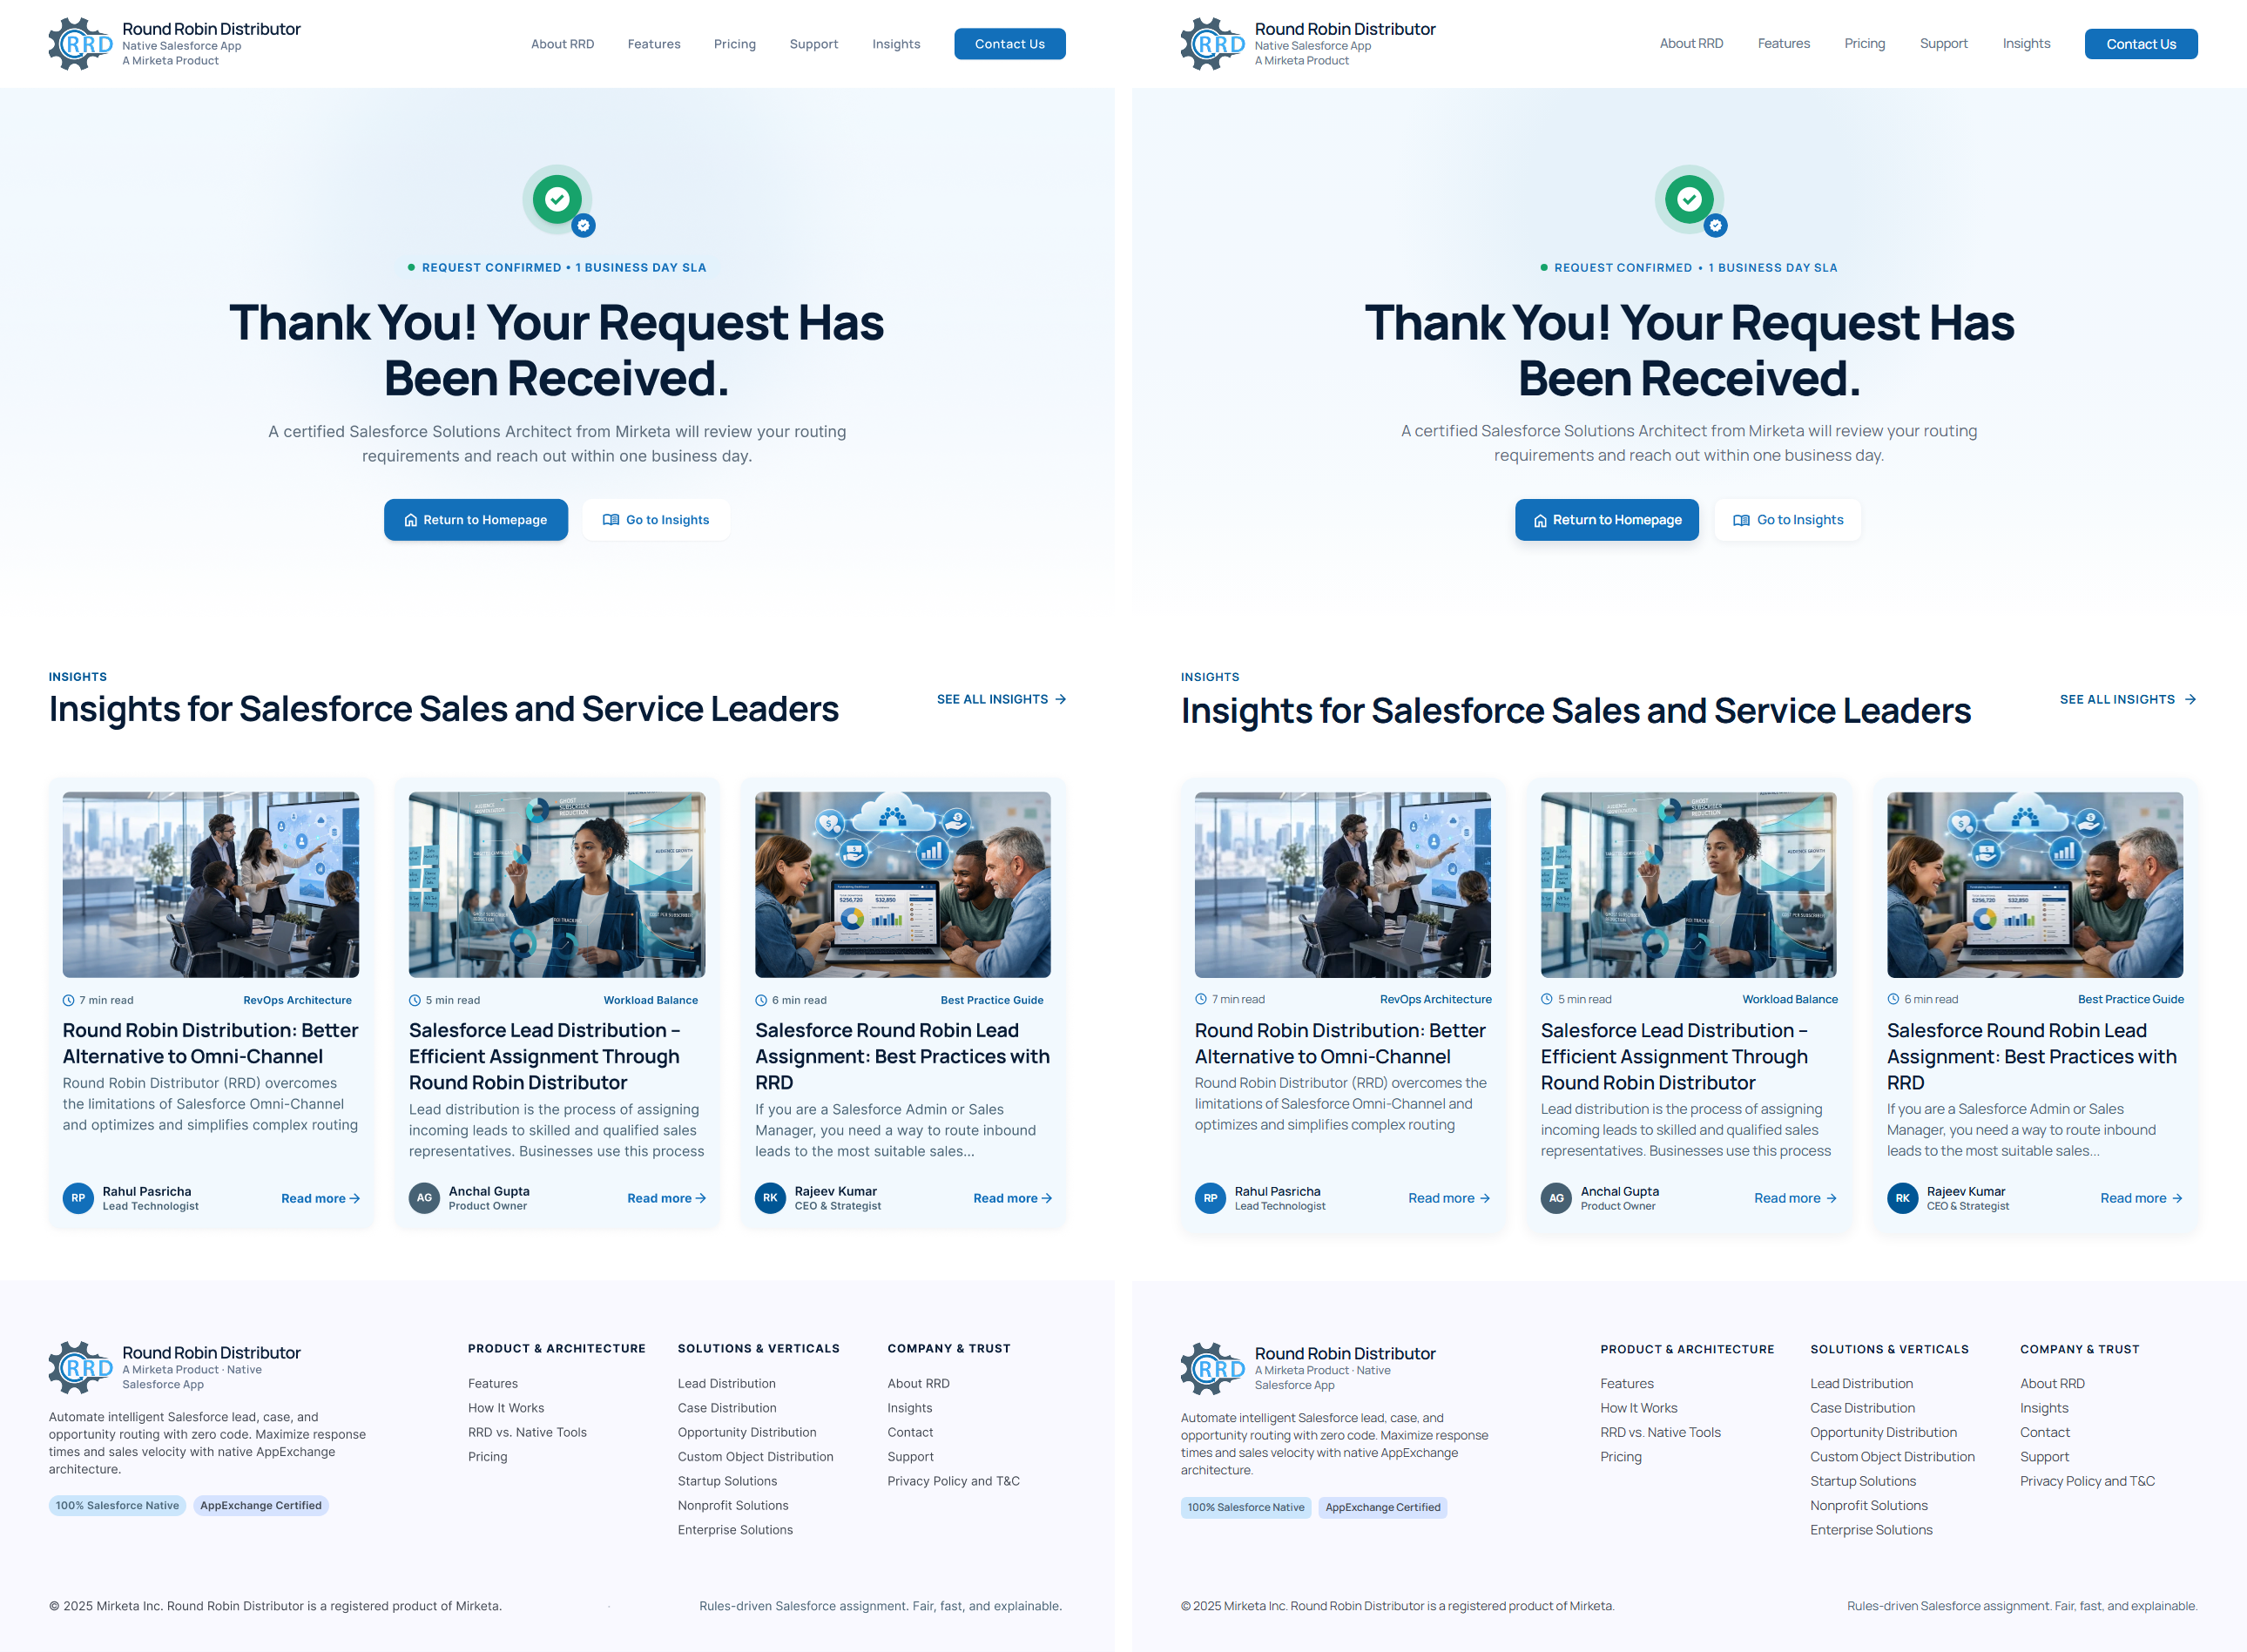 RRD
Round Robin Distributor
Native Salesforce App
A Mirketa Product
About RRD Features Pricing Support Insights Contact Us
REQUEST CONFIRMED • 1 BUSINESS DAY SLA
Thank You! Your Request Has
Been Received.
A certified Salesforce Solutions Architect from Mirketa will review your routing
requirements and reach out within one business day.
Return to Homepage Go to Insights
INSIGHTS
Insights for Salesforce Sales and Service Leaders
SEE ALL INSIGHTS →
7 min read RevOps Architecture
Round Robin Distribution: Better
Alternative to Omni-Channel
Round Robin Distributor (RRD) overcomes
the limitations of Salesforce Omni-Channel
and optimizes and simplifies complex routing
RP Rahul Pasricha
Lead Technologist
Read more →
5 min read Workload Balance
Salesforce Lead Distribution –
Efficient Assignment Through
Round Robin Distributor
Lead distribution is the process of assigning
incoming leads to skilled and qualified sales
representatives. Businesses use this process
AG Anchal Gupta
Product Owner
Read more →
$256,720 $32,850
6 min read Best Practice Guide
Salesforce Round Robin Lead
Assignment: Best Practices with
RRD
If you are a Salesforce Admin or Sales
Manager, you need a way to route inbound
leads to the most suitable sales...
RK Rajeev Kumar
CEO & Strategist
Read more →
RRD
Round Robin Distributor
A Mirketa Product · Native
Salesforce App
Automate intelligent Salesforce lead, case, and
opportunity routing with zero code. Maximize response
times and sales velocity with native AppExchange
architecture.
100% Salesforce Native AppExchange Certified
PRODUCT & ARCHITECTURE
Features
How It Works
RRD vs. Native Tools
Pricing
SOLUTIONS & VERTICALS
Lead Distribution
Case Distribution
Opportunity Distribution
Custom Object Distribution
Startup Solutions
Nonprofit Solutions
Enterprise Solutions
COMPANY & TRUST
About RRD
Insights
Contact
Support
Privacy Policy and T&C
© 2025 Mirketa Inc. Round Robin Distributor is a registered product of Mirketa.
Rules-driven Salesforce assignment. Fair, fast, and explainable.
RRD
Round Robin Distributor
Native Salesforce App
A Mirketa Product
About RRD Features Pricing Support Insights Contact Us
REQUEST CONFIRMED • 1 BUSINESS DAY SLA
Thank You! Your Request Has
Been Received.
A certified Salesforce Solutions Architect from Mirketa will review your routing
requirements and reach out within one business day.
Return to Homepage Go to Insights
INSIGHTS
Insights for Salesforce Sales and Service Leaders
SEE ALL INSIGHTS →
7 min read RevOps Architecture
Round Robin Distribution: Better
Alternative to Omni-Channel
Round Robin Distributor (RRD) overcomes the
limitations of Salesforce Omni-Channel and
optimizes and simplifies complex routing
RP Rahul Pasricha
Lead Technologist
Read more →
5 min read Workload Balance
Salesforce Lead Distribution –
Efficient Assignment Through
Round Robin Distributor
Lead distribution is the process of assigning
incoming leads to skilled and qualified sales
representatives. Businesses use this process
AG Anchal Gupta
Product Owner
Read more →
$256,720 $32,850
6 min read Best Practice Guide
Salesforce Round Robin Lead
Assignment: Best Practices with
RRD
If you are a Salesforce Admin or Sales
Manager, you need a way to route inbound
leads to the most suitable sales...
RK Rajeev Kumar
CEO & Strategist
Read more →
RRD
Round Robin Distributor
A Mirketa Product · Native
Salesforce App
Automate intelligent Salesforce lead, case, and
opportunity routing with zero code. Maximize response
times and sales velocity with native AppExchange
architecture.
100% Salesforce Native AppExchange Certified
PRODUCT & ARCHITECTURE
Features
How It Works
RRD vs. Native Tools
Pricing
SOLUTIONS & VERTICALS
Lead Distribution
Case Distribution
Opportunity Distribution
Custom Object Distribution
Startup Solutions
Nonprofit Solutions
Enterprise Solutions
COMPANY & TRUST
About RRD
Insights
Contact
Support
Privacy Policy and T&C
© 2025 Mirketa Inc. Round Robin Distributor is a registered product of Mirketa.
Rules-driven Salesforce assignment. Fair, fast, and explainable.